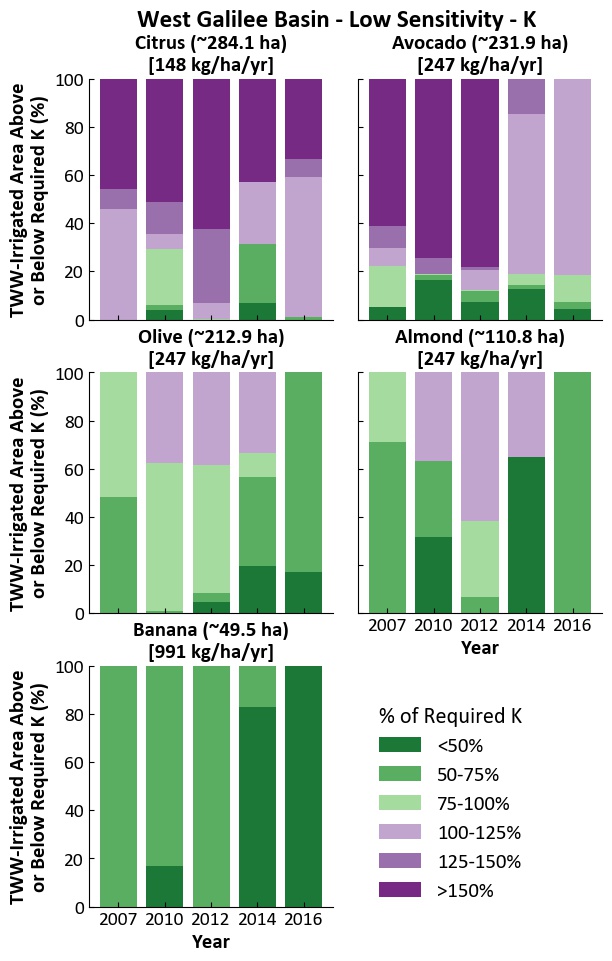 West Galilee Basin - Low Sensitivity - K
Citrus (~284.1 ha)
[148 kg/ha/yr]
Avocado (~231.9 ha)
[247 kg/ha/yr]
TWW-Irrigated Area Above
or Below Required K (%)
100
80
60
40
20
0
Olive (~212.9 ha)
[247 kg/ha/yr]
Almond (~110.8 ha)
[247 kg/ha/yr]
TWW-Irrigated Area Above
or Below Required K (%)
100
80
60
40
20
0
2007 2010 2012 2014 2016
Year
Banana (~49.5 ha)
[991 kg/ha/yr]
TWW-Irrigated Area Above
or Below Required K (%)
100
80
60
40
20
0
2007 2010 2012 2014 2016
Year
% of Required K
<50%
50-75%
75-100%
100-125%
125-150%
>150%